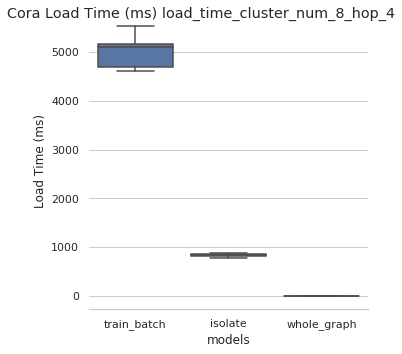 Cora Load Time (ms) load_time_cluster_num_8_hop_4
5000
4000
3000
2000
1000
0
Load Time (ms)
train_batch
isolate
whole_graph
models